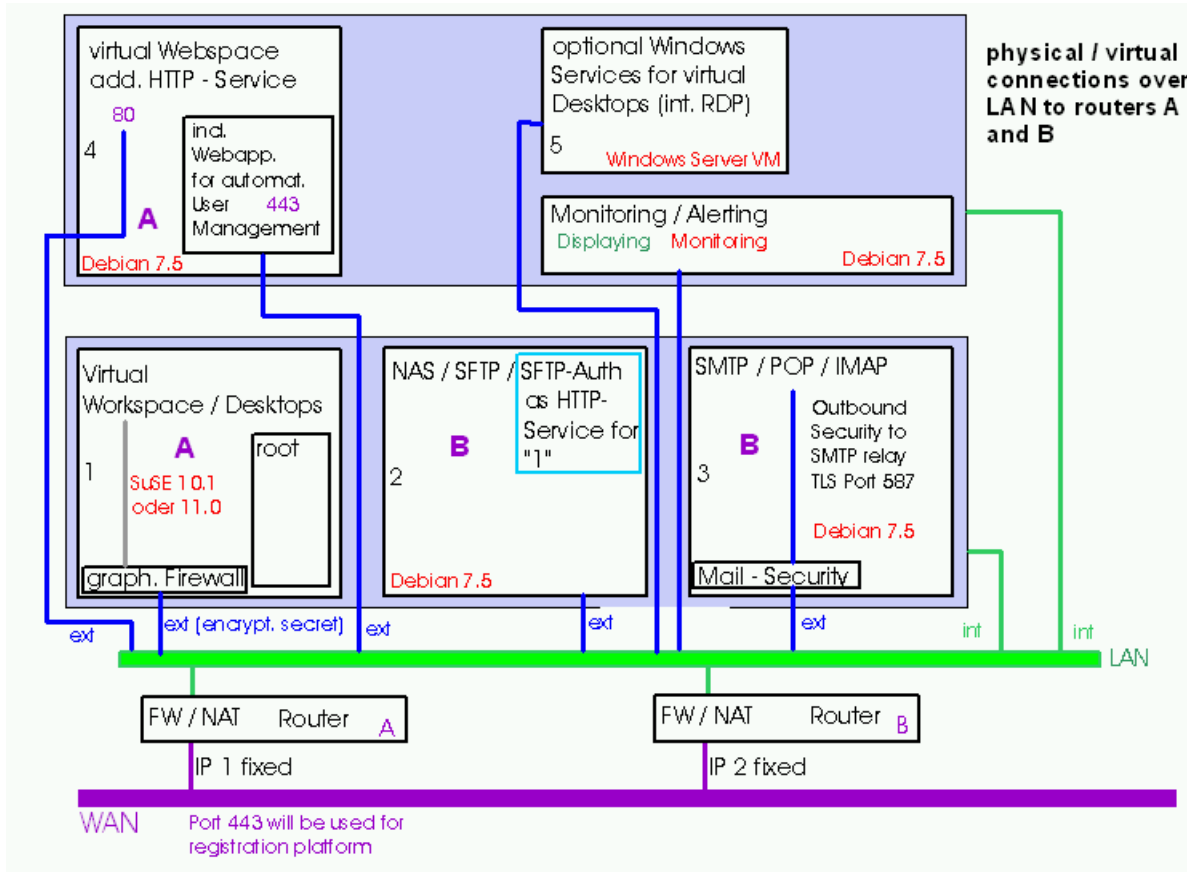 virtual Webspace
add. HTTP - Service
80
4
A
incl.
Webapp.
for automat.
User 443
Management
Debian 7.5
optional Windows
Services for virtual
Desktops (int. RDP)
5
Windows Server VM
Monitoring / Alerting
Displaying Monitoring
Debian 7.5
physical / virtual
connections over
LAN to routers A
and B
Virtual
Workspace / Desktops
A
1
root
SuSE 10.1
oder 11.0
graph. Firewall
NAS / SFTP / SFTP-Auth
as HTTP-
Service for
"1"
B
2
Debian 7.5
SMTP / POP / IMAP
Outbound
Security to
SMTP relay
TLS Port 587
B
3
Debian 7.5
Mail - Security
ext
ext (encrypt. secret)
ext
ext
ext
int
int
LAN
FW / NAT Router A
FW / NAT Router B
IP 1 fixed
IP 2 fixed
WAN
Port 443 will be used for
registration platform